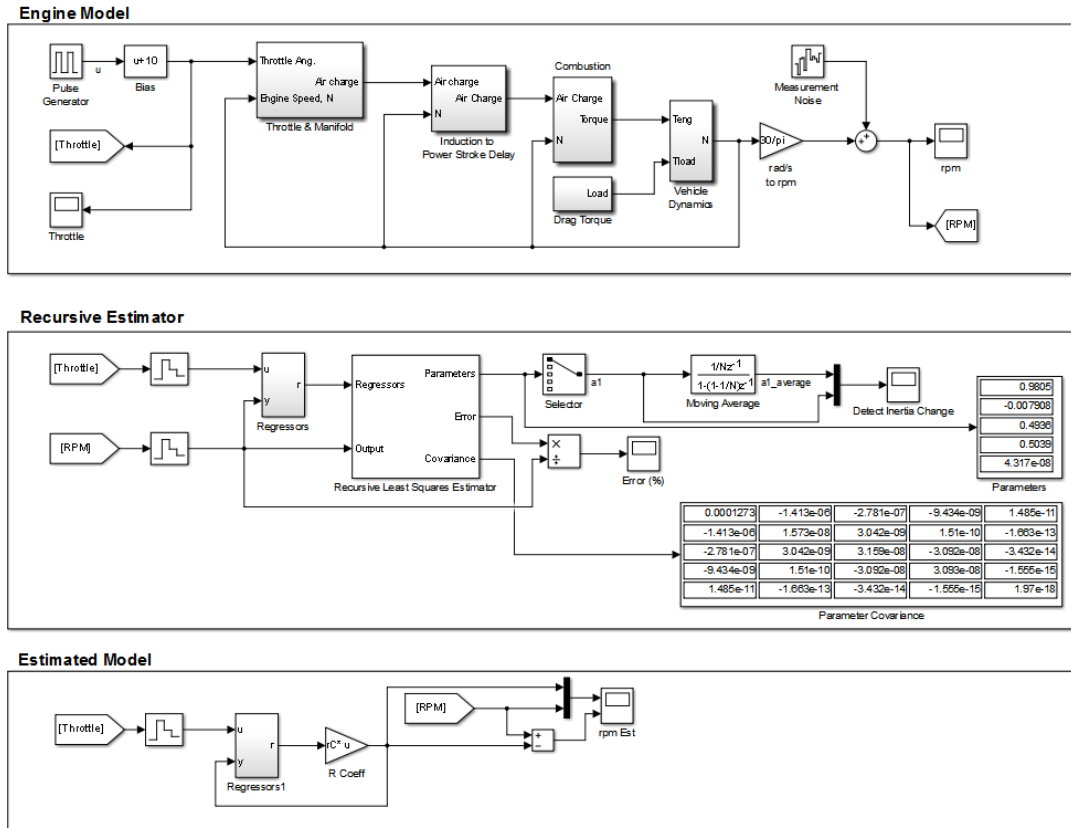 Engine Model
Pulse
Generator
u
u+10
Bias
[Throttle]
Throttle
Throttle Ang.
Air charge
Engine Speed, N
Throttle & Manifold
Air charge
Air Charge
N
Induction to
Power Stroke Delay
Combustion
Air Charge
Torque
N
Load
Drag Torque
Teng
N
Tload
Vehicle
Dynamics
30/pi
rad/s
to rpm
Measurement
Noise
++
rpm
[RPM]
Recursive Estimator
[Throttle]
[RPM]
u
r
y
Regressors
Regressors
Output
Parameters
Error
Covariance
Recursive Least Squares Estimator
Selector
a1
1/Nz-1
1-(1-1/N)z-1
Moving Average
a1_average
Detect Inertia Change
×
÷
Error (%)
0.9805
-0.007908
0.4936
0.5039
4.317e-08
Parameters
0.0001273 -1.413e-06 -2.781e-07 -9.434e-09 1.485e-11
-1.413e-06 1.573e-08 3.042e-09 1.51e-10 -1.663e-13
-2.781e-07 3.042e-09 3.159e-08 -3.092e-08 -3.432e-14
-9.434e-09 1.51e-10 -3.092e-08 3.093e-08 -1.555e-15
1.485e-11 -1.663e-13 -3.432e-14 -1.555e-15 1.97e-18
Parameter Covariance
Estimated Model
[Throttle]
u
r
y
Regressors1
rC* u
R Coeff
[RPM]
+
−
rpm Est